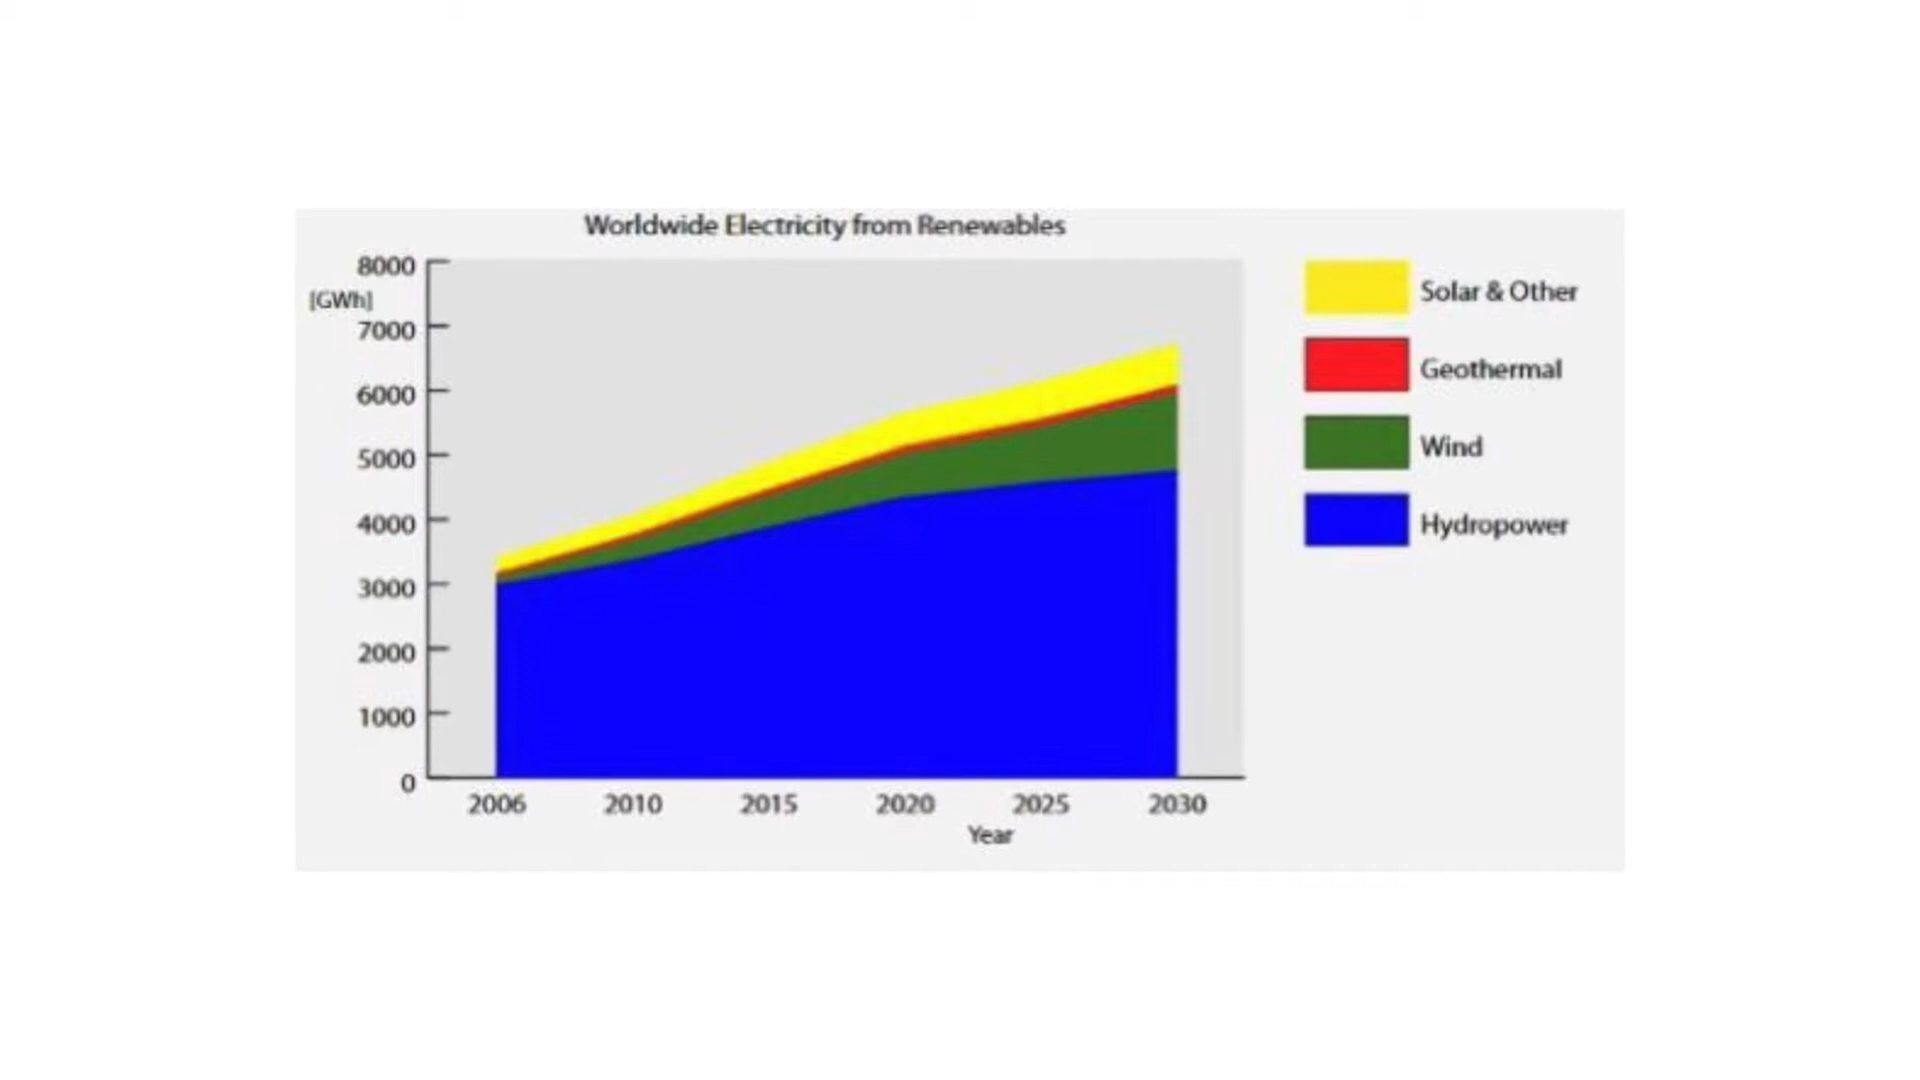 Worldwide Electricity from Renewables
8000
[GWh]
7000
6000
5000
4000
3000
2000
1000
0
2006 2010 2015 2020 2025 2030
Year
Solar & Other
Geothermal
Wind
Hydropower